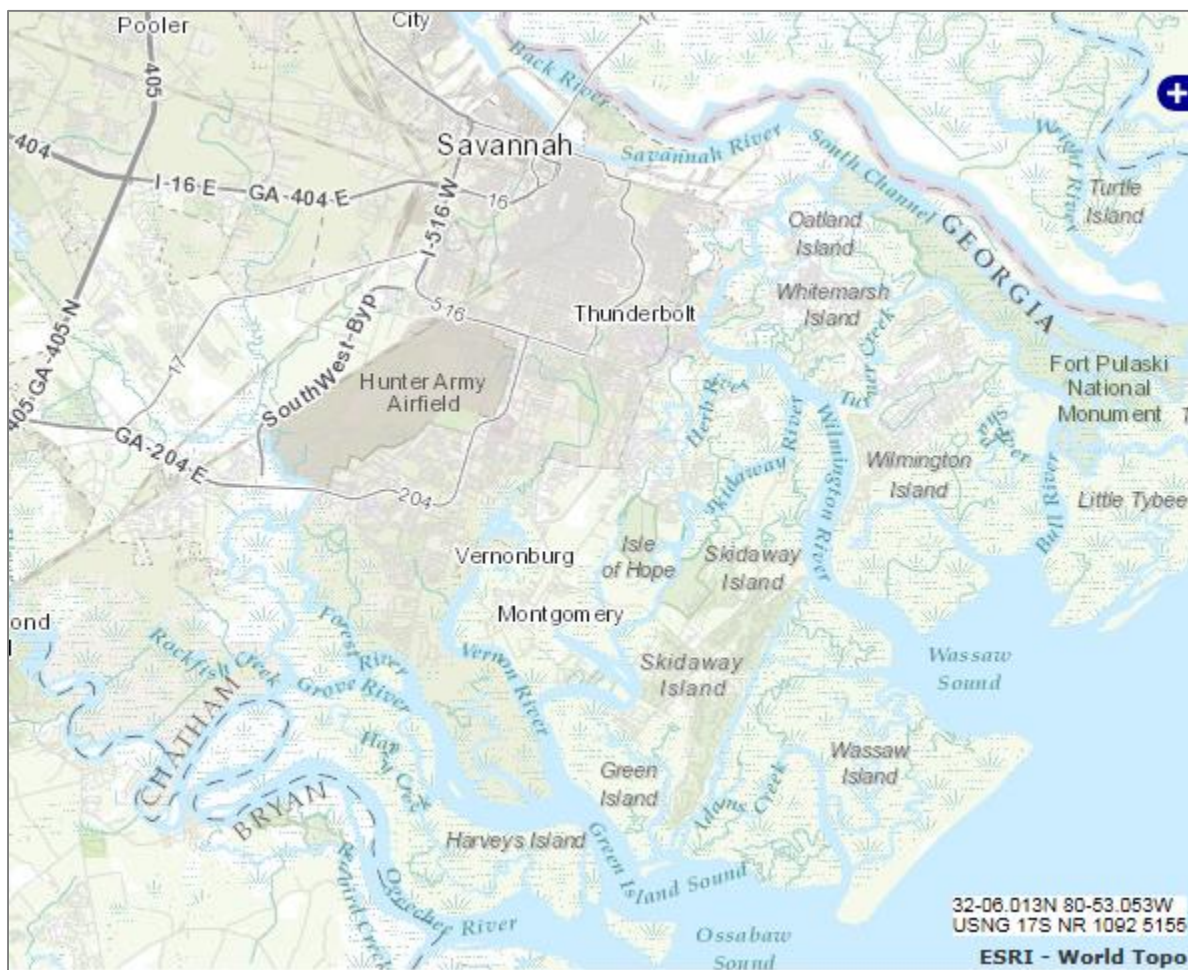 Pooler
City
405
Back River
17
+
404
Savannah
Savannah River
South Channel
Wright River
I-16 E
GA-404 E
16
I-516 W
Turtle
Island
Oatland
Island
GEORGIA
Whitemarsh
Island
516
Thunderbolt
17
SouthWest-Byp
Hunter Army
Airfield
Fort Pulaski
National
Monument
405 GA-405 N
Herb River
Skidaway River
Wilmington River
Creek
GA-204 E
204
Wilmington
Island
Bull River
Little Tybee
Vernonburg
Isle
of Hope
Skidaway
Island
Montgomery
ond
Rockfish Creek
Forest River
Grove River
Vernon River
Skidaway
Island
Wassaw
Sound
CHATHAM
BRYAN
Green
Island
Adams Creek
Wassaw
Island
Harveys Island
Green Island Sound
River
Ossabaw
Sound
32-06.013N 80-53.053W
USNG 17S NR 1092 5155
ESRI - World Topo